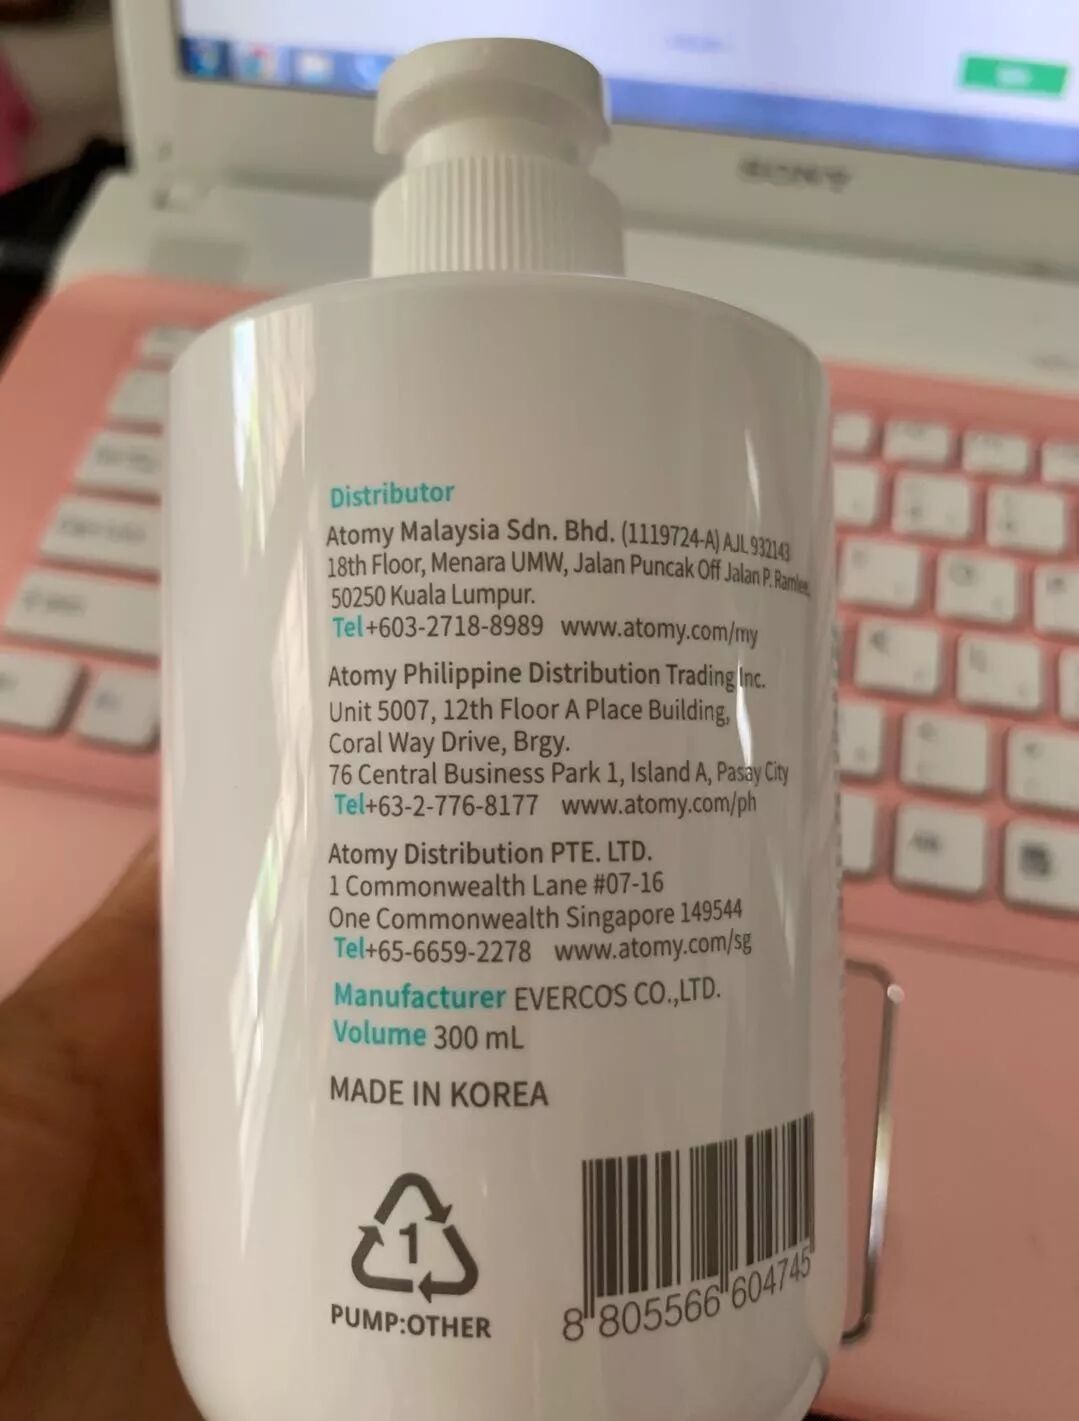 SONY
Distributor
Atomy Malaysia Sdn. Bhd. (1119724-A) AJL 932143
18th Floor, Menara UMW, Jalan Puncak Off Jalan P. Ramlee,
50250 Kuala Lumpur.
Tel+603-2718-8989 www.atomy.com/my
Atomy Philippine Distribution Trading Inc.
Unit 5007, 12th Floor A Place Building,
Coral Way Drive, Brgy.
76 Central Business Park 1, Island A, Pasay City
Tel+63-2-776-8177 www.atomy.com/ph
Atomy Distribution PTE. LTD.
1 Commonwealth Lane #07-16
One Commonwealth Singapore 149544
Tel+65-6659-2278 www.atomy.com/sg
Manufacturer EVERCOS CO.,LTD.
Volume 300 mL
MADE IN KOREA
1
PUMP:OTHER
8 805566 604745